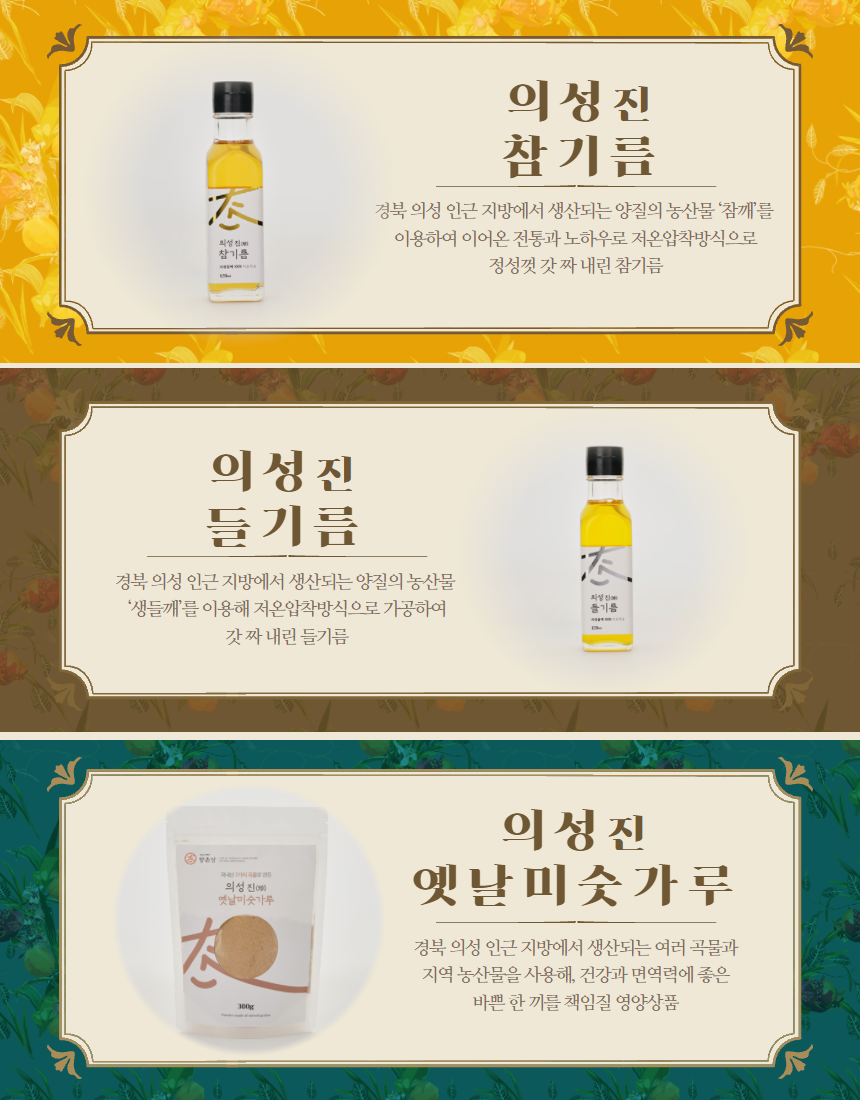 의성진
참기름
경북 의성 인근 지방에서 생산되는 양질의 농산물 ‘참깨’를
이용하여 이어온 전통과 노하우로 저온압착방식으로
정성껏 갓 짜 내린 참기름
의성진(珍)
참기름
의성진
들기름
경북 의성 인근 지방에서 생산되는 양질의 농산물
‘생들깨’를 이용해 저온압착방식으로 가공하여
갓 짜 내린 들기름
의성진(珍)
들기름
의성진
옛날미숫가루
경북 의성 인근 지방에서 생산되는 여러 곡물과
지역 농산물을 사용해, 건강과 면역력에 좋은
바쁜 한 끼를 책임질 영양상품
의성진(珍)
옛날미숫가루
300g